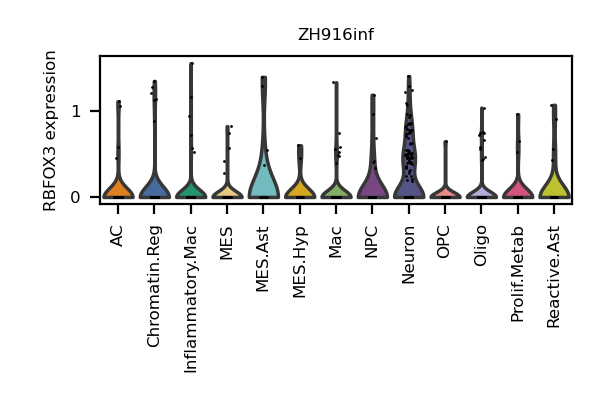 ZH916inf
RBFOX3 expression
1
0
AC
Chromatin.Reg
Inflammatory.Mac
MES
MES.Ast
MES.Hyp
Mac
NPC
Neuron
OPC
Oligo
Prolif.Metab
Reactive.Ast